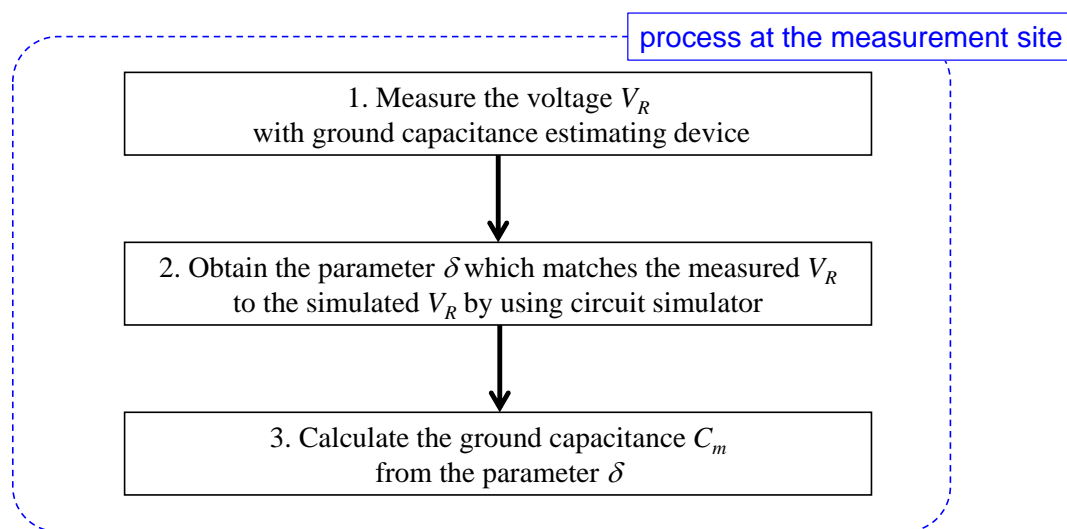 process at the measurement site
1. Measure the voltage V_R
with ground capacitance estimating device
2. Obtain the parameter δ which matches the measured V_R
to the simulated V_R by using circuit simulator
3. Calculate the ground capacitance C_m
from the parameter δ